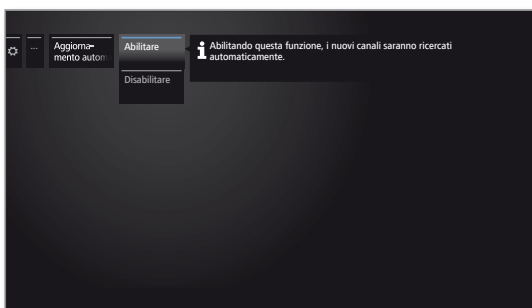 ...
Aggiorna-
mento autom
Abilitare
Disabilitare
i Abilitando questa funzione, i nuovi canali saranno ricercati
automaticamente.